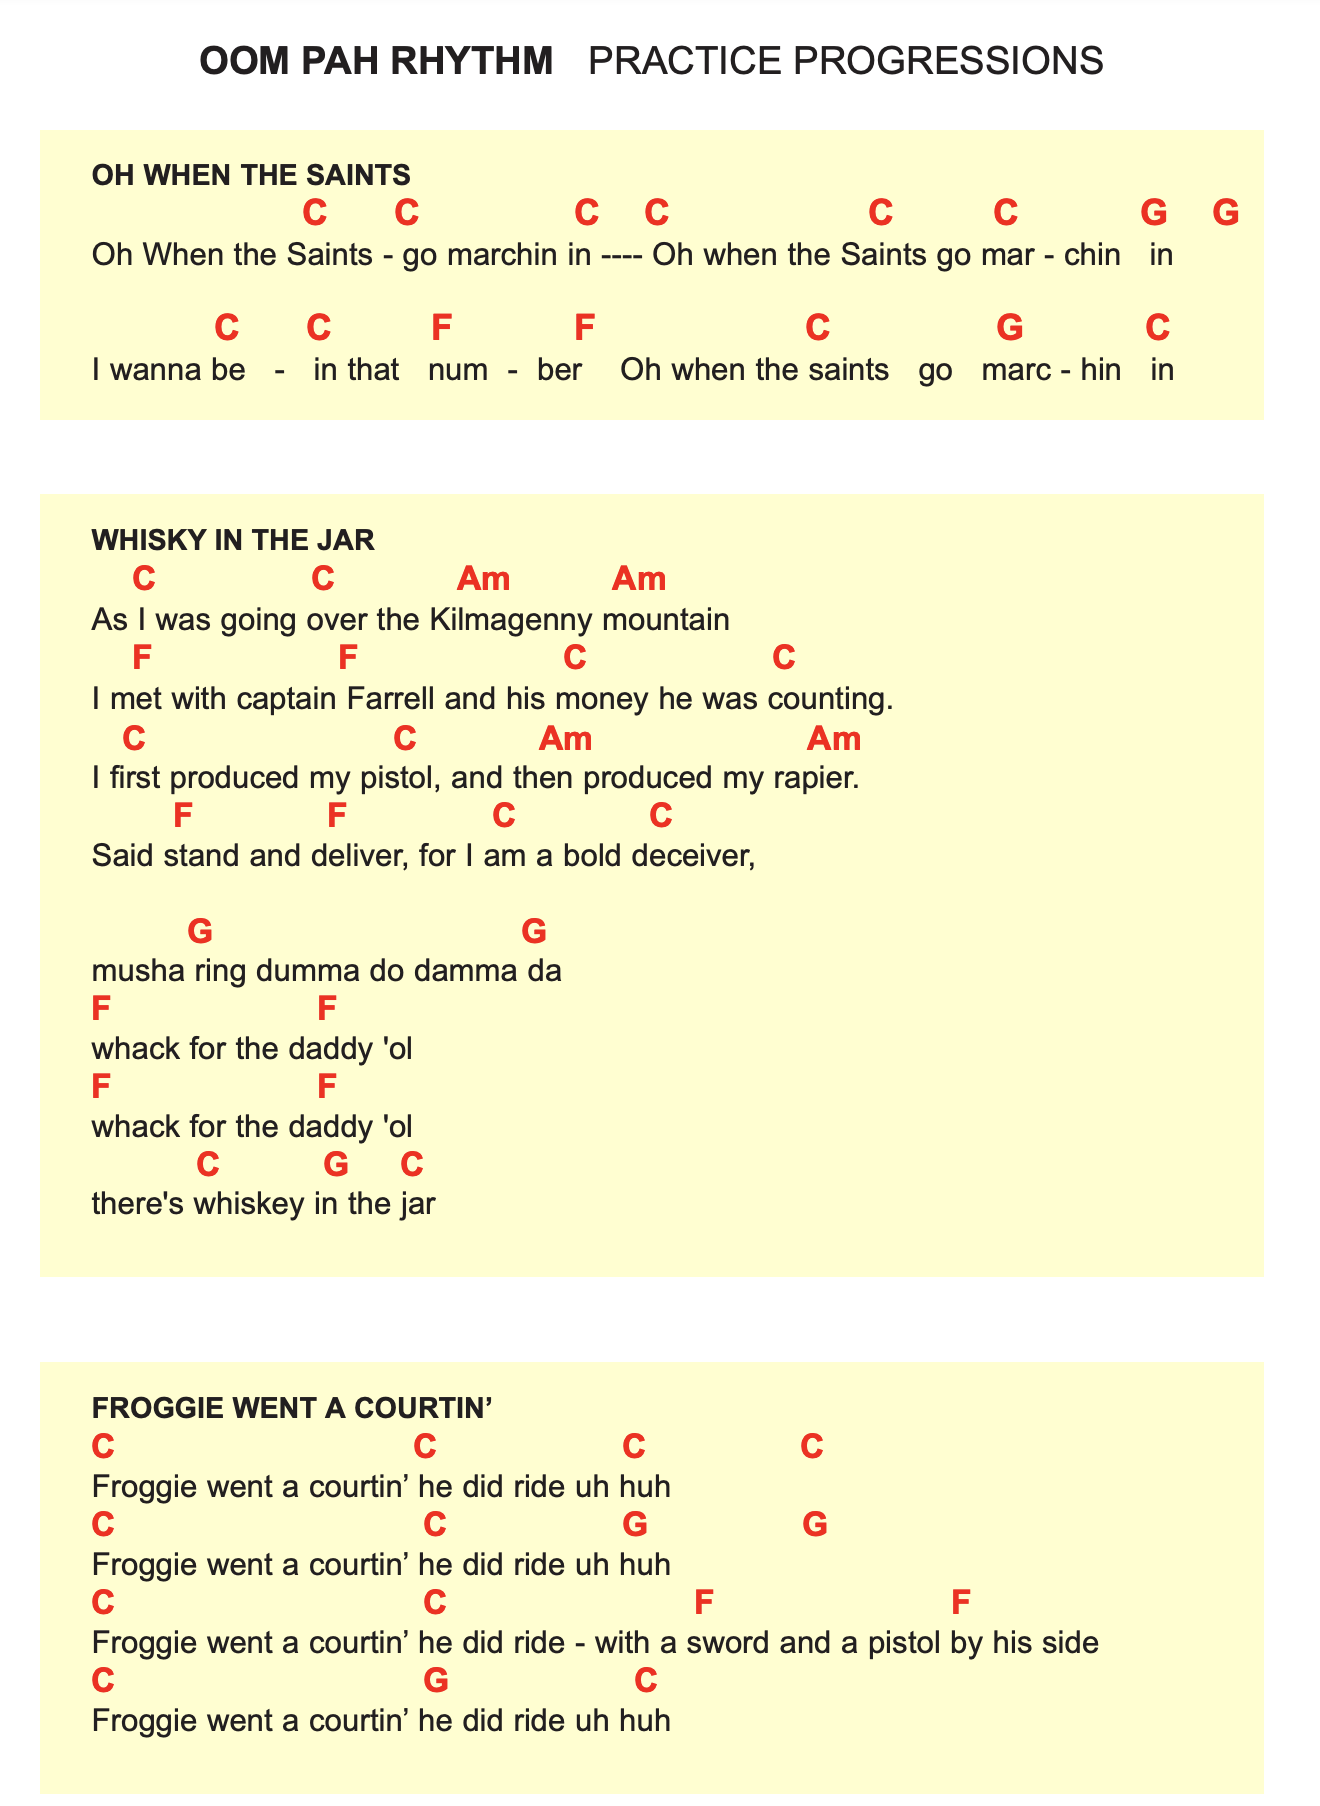 OOM PAH RHYTHM PRACTICE PROGRESSIONS
OH WHEN THE SAINTS
C C C C C C G G
Oh When the Saints - go marchin in ---- Oh when the Saints go mar - chin in
C C F F C G C
I wanna be - in that num - ber Oh when the saints go marc - hin in
WHISKY IN THE JAR
C C Am Am
As I was going over the Kilmagenny mountain
F F C C
I met with captain Farrell and his money he was counting.
C C Am Am
I first produced my pistol, and then produced my rapier.
F F C C
Said stand and deliver, for I am a bold deceiver,
G G
musha ring dumma do damma da
F F
whack for the daddy 'ol
F F
whack for the daddy 'ol
C G C
there's whiskey in the jar
FROGGIE WENT A COURTIN’
C C C C
Froggie went a courtin’ he did ride uh huh
C C G G
Froggie went a courtin’ he did ride uh huh
C C F F
Froggie went a courtin’ he did ride - with a sword and a pistol by his side
C G C
Froggie went a courtin’ he did ride uh huh